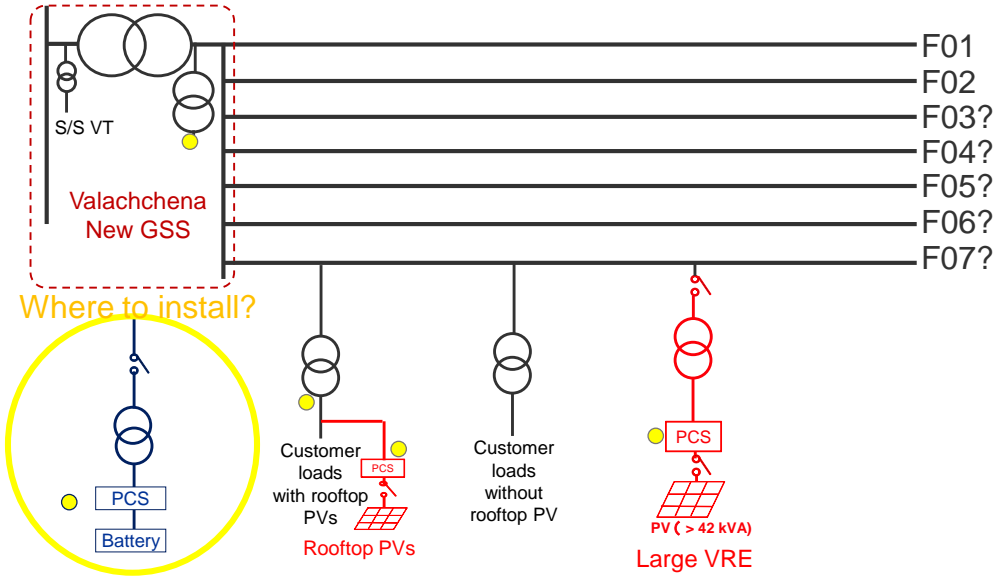 F01
F02
F03?
F04?
F05?
F06?
F07?
S/S VT
Valachchena
New GSS
Where to install?
PCS
Battery
Customer
loads
with rooftop
PVs
PCS
Rooftop PVs
Customer
loads
without
rooftop PV
PCS
PV ( > 42 kVA)
Large VRE